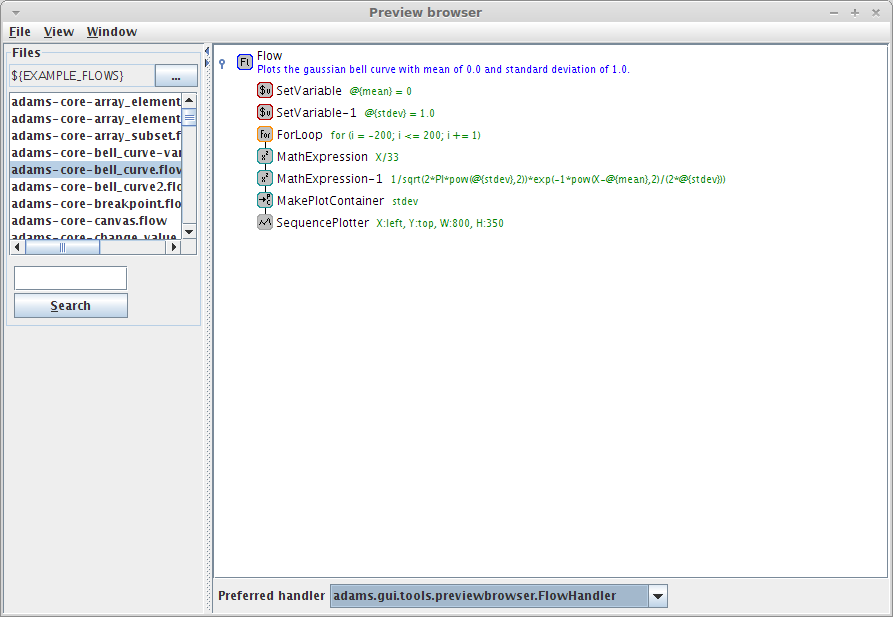 Preview browser
File View Window
Files
${EXAMPLE_FLOWS}
...
adams-core-array_element
adams-core-array_element
adams-core-array_subset.f
adams-core-bell_curve-var
adams-core-bell_curve.flow
adams-core-bell_curve2.flo
adams-core-breakpoint.flo
adams-core-canvas.flow
adams-core-change_value
Search
Ft Flow
Plots the gaussian bell curve with mean of 0.0 and standard deviation of 1.0.
$v SetVariable @{mean} = 0
$v SetVariable-1 @{stdev} = 1.0
for ForLoop for (i = -200; i <= 200; i += 1)
x² MathExpression X/33
x² MathExpression-1 1/sqrt(2*PI*pow(@{stdev},2))*exp(-1*pow(X-@{mean},2)/(2*@{stdev}))
MakePlotContainer stdev
SequencePlotter X:left, Y:top, W:800, H:350
Preferred handler adams.gui.tools.previewbrowser.FlowHandler